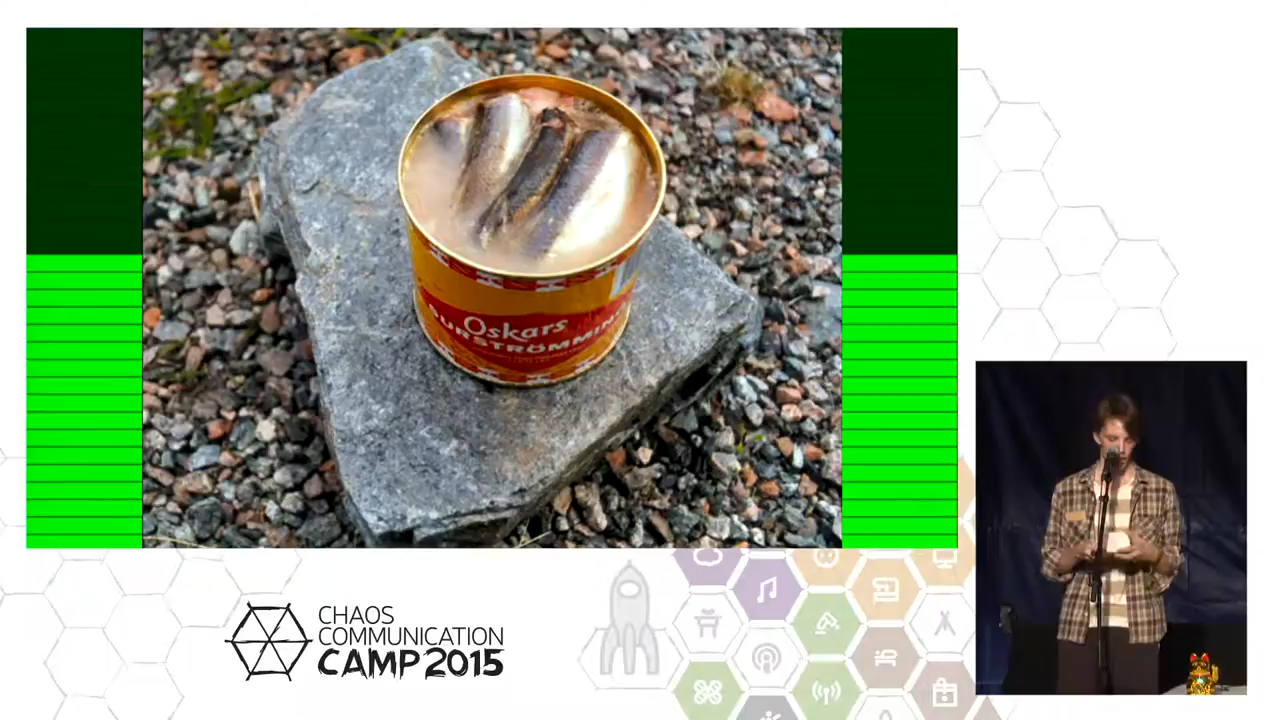 Oskars
SURSTRÖMMING
CHAOS
COMMUNICATION
CAMP 2015